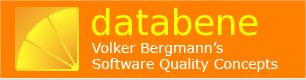 databene
Volker Bergmann's
Software Quality Concepts